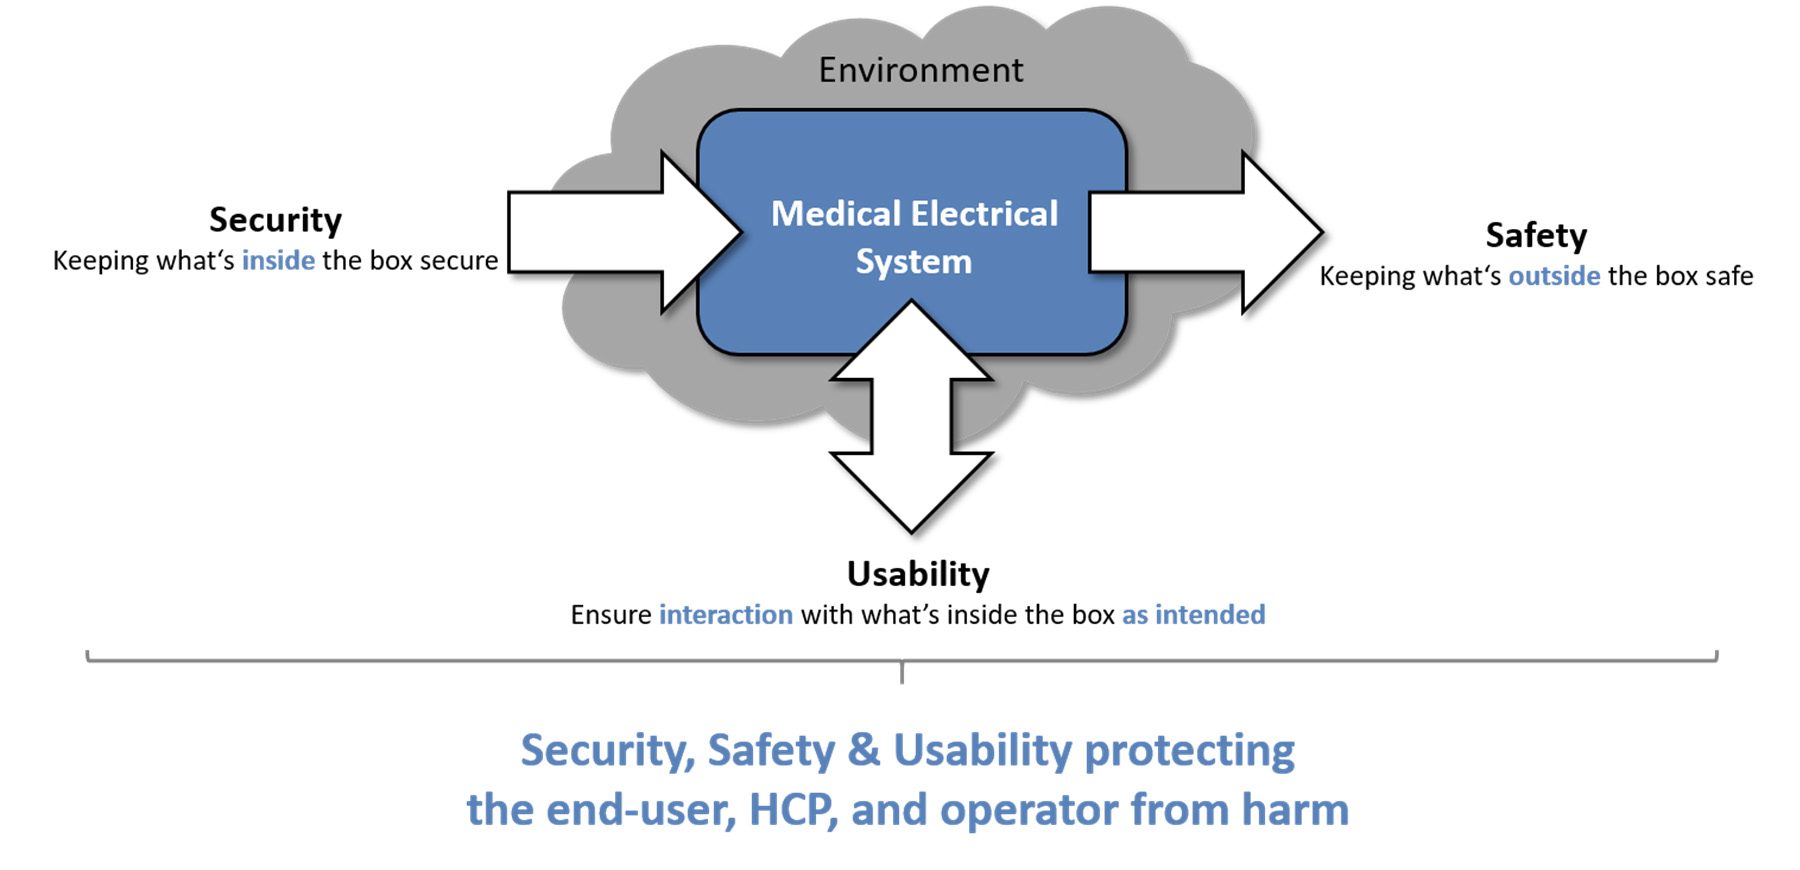 Environment
Medical Electrical
System
Security
Keeping what‘s inside the box secure
Safety
Keeping what‘s outside the box safe
Usability
Ensure interaction with what’s inside the box as intended
Security, Safety & Usability protecting
the end-user, HCP, and operator from harm